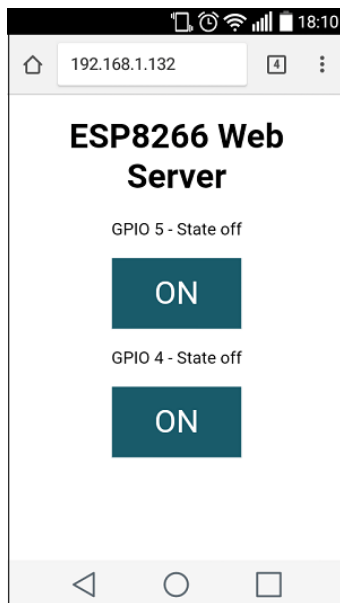 18:10
192.168.1.132
4
ESP8266 Web
Server
GPIO 5 - State off
ON
GPIO 4 - State off
ON